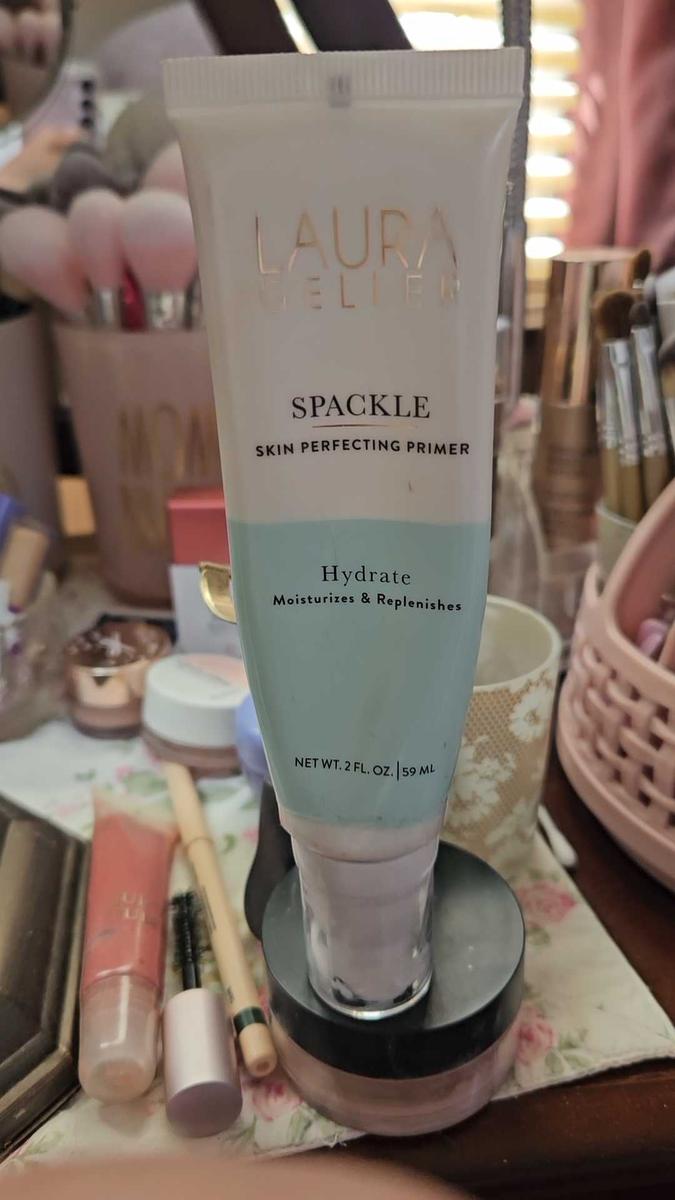 LAURA
GELLER
SPACKLE
SKIN PERFECTING PRIMER
Hydrate
Moisturizes & Replenishes
NET WT. 2 FL. OZ. | 59 ML